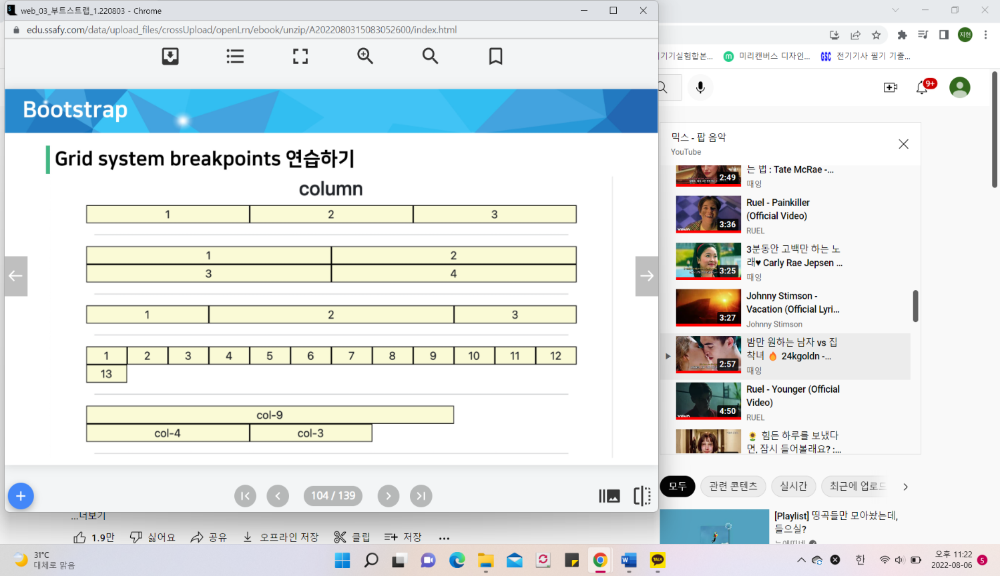 web_03_부트스트랩_1.220803 - Chrome
edu.ssafy.com/data/upload_files/crossUpload/openLrn/ebook/unzip/A2022080315083052600/index.html
Bootstrap
Grid system breakpoints 연습하기
column
1 2 3
1 2
3 4
1 2 3
1 2 3 4 5 6 7 8 9 10 11 12
13
col-9
col-4 col-3
104 / 139
지현
기기실험합본...
m 미리캔버스 디자인...
GSC 전기기사 필기 기출...
9+
믹스 - 팝 음악
YouTube
는 법 : Tate McRae -...
2:49
때잉
Ruel - Painkiller
(Official Video)
3:36
RUEL
3분동안 고백만 하는 노
래♥ Carly Rae Jepsen ...
3:25
때잉
Johnny Stimson -
Vacation (Official Lyri...
3:27
Johnny Stimson
밤만 원하는 남자 vs 집
착녀 🔥 24kgoldn -...
2:57
때잉
Ruel - Younger (Official
Video)
4:50
RUEL
🌻 힘든 하루를 보냈다
면, 잠시 들어볼래요? :...
모두 관련 콘텐츠 실시간 최근에 업로드
[Playlist] 띵곡들만 모아놨는데,
들으실?
...더보기
1.9만 싫어요 공유 오프라인 저장 클립 저장 ...
31°C
대체로 맑음
TALK
한
오후 11:22
2022-08-06
5